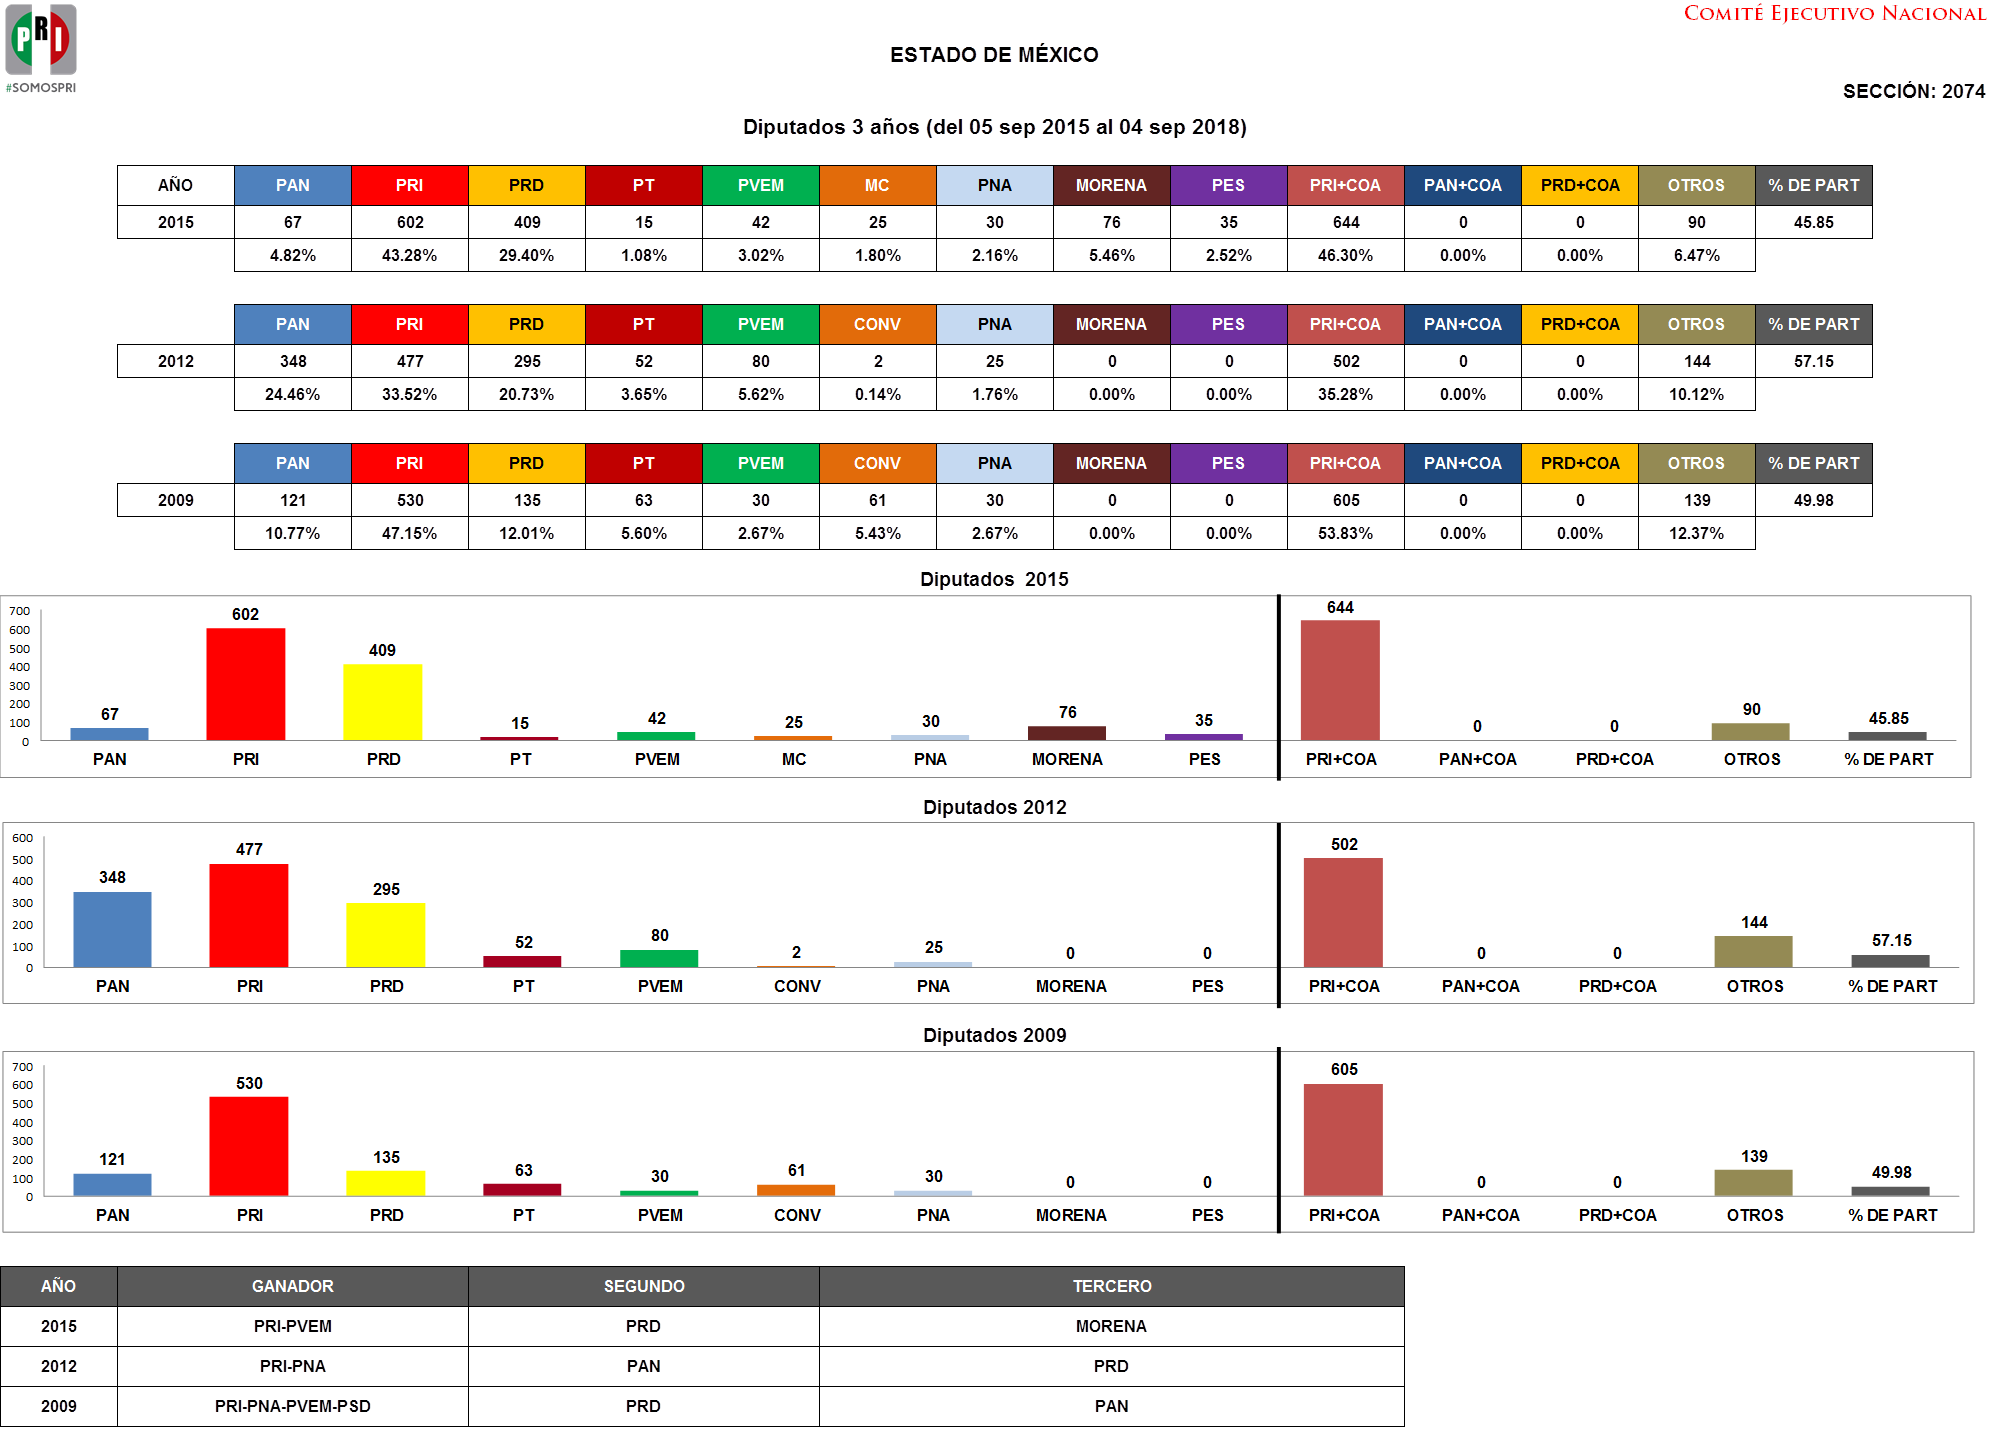 PRI
#SOMOSPRI
COMITÉ EJECUTIVO NACIONAL
ESTADO DE MÉXICO
SECCIÓN: 2074
Diputados 3 años (del 05 sep 2015 al 04 sep 2018)
AÑO PAN PRI PRD PT PVEM MC PNA MORENA PES PRI+COA PAN+COA PRD+COA OTROS % DE PART
2015 67 602 409 15 42 25 30 76 35 644 0 0 90 45.85
4.82% 43.28% 29.40% 1.08% 3.02% 1.80% 2.16% 5.46% 2.52% 46.30% 0.00% 0.00% 6.47%
PAN PRI PRD PT PVEM CONV PNA MORENA PES PRI+COA PAN+COA PRD+COA OTROS % DE PART
2012 348 477 295 52 80 2 25 0 0 502 0 0 144 57.15
24.46% 33.52% 20.73% 3.65% 5.62% 0.14% 1.76% 0.00% 0.00% 35.28% 0.00% 0.00% 10.12%
PAN PRI PRD PT PVEM CONV PNA MORENA PES PRI+COA PAN+COA PRD+COA OTROS % DE PART
2009 121 530 135 63 30 61 30 0 0 605 0 0 139 49.98
10.77% 47.15% 12.01% 5.60% 2.67% 5.43% 2.67% 0.00% 0.00% 53.83% 0.00% 0.00% 12.37%
Diputados 2015
700
600
500
400
300
200
100
0
67 602 409 15 42 25 30 76 35 644 0 0 90 45.85
PAN PRI PRD PT PVEM MC PNA MORENA PES PRI+COA PAN+COA PRD+COA OTROS % DE PART
Diputados 2012
600
500
400
300
200
100
0
348 477 295 52 80 2 25 0 0 502 0 0 144 57.15
PAN PRI PRD PT PVEM CONV PNA MORENA PES PRI+COA PAN+COA PRD+COA OTROS % DE PART
Diputados 2009
700
600
500
400
300
200
100
0
121 530 135 63 30 61 30 0 0 605 0 0 139 49.98
PAN PRI PRD PT PVEM CONV PNA MORENA PES PRI+COA PAN+COA PRD+COA OTROS % DE PART
AÑO GANADOR SEGUNDO TERCERO
2015 PRI-PVEM PRD MORENA
2012 PRI-PNA PAN PRD
2009 PRI-PNA-PVEM-PSD PRD PAN